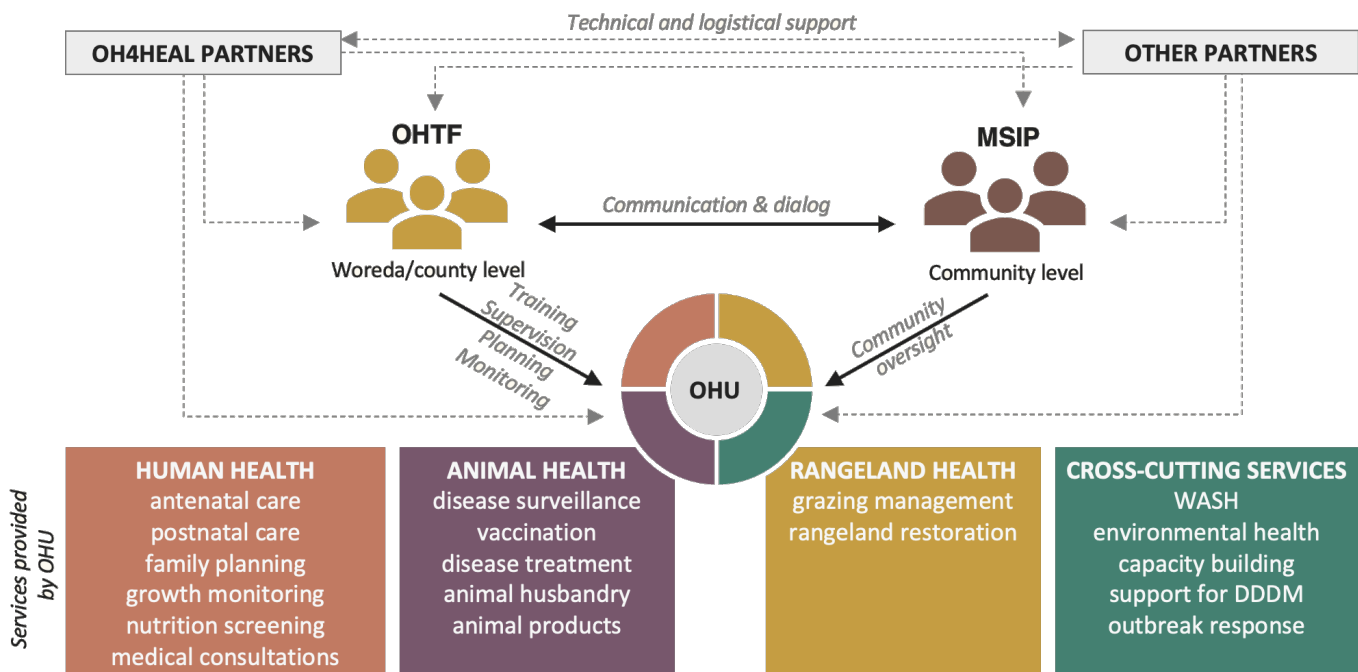 Technical and logistical support
OH4HEAL PARTNERS
OTHER PARTNERS
OHTF
MSIP
Communication & dialog
Woreda/county level
Community level
Training
Supervision
Planning
Monitoring
Community
oversight
OHU
Services provided
by OHU
HUMAN HEALTH
antenatal care
postnatal care
family planning
growth monitoring
nutrition screening
medical consultations
ANIMAL HEALTH
disease surveillance
vaccination
disease treatment
animal husbandry
animal products
RANGELAND HEALTH
grazing management
rangeland restoration
CROSS-CUTTING SERVICES
WASH
environmental health
capacity building
support for DDDM
outbreak response